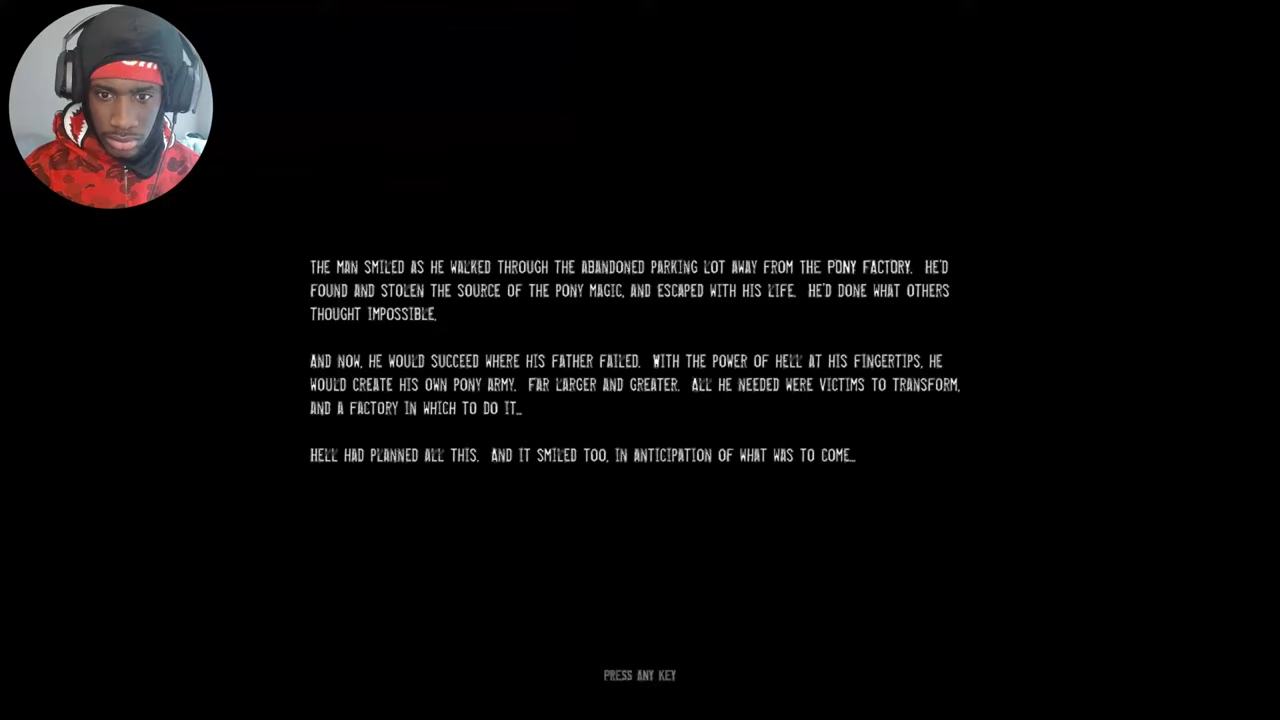 THE MAN SMILED AS HE WALKED THROUGH THE ABANDONED PARKING LOT AWAY FROM THE PONY FACTORY. HE'D
FOUND AND STOLEN THE SOURCE OF THE PONY MAGIC, AND ESCAPED WITH HIS LIFE. HE'D DONE WHAT OTHERS
THOUGHT IMPOSSIBLE.
AND NOW, HE WOULD SUCCEED WHERE HIS FATHER FAILED. WITH THE POWER OF HELL AT HIS FINGERTIPS, HE
WOULD CREATE HIS OWN PONY ARMY. FAR LARGER AND GREATER. ALL HE NEEDED WERE VICTIMS TO TRANSFORM,
AND A FACTORY IN WHICH TO DO IT...
HELL HAD PLANNED ALL THIS. AND IT SMILED TOO, IN ANTICIPATION OF WHAT WAS TO COME...
PRESS ANY KEY